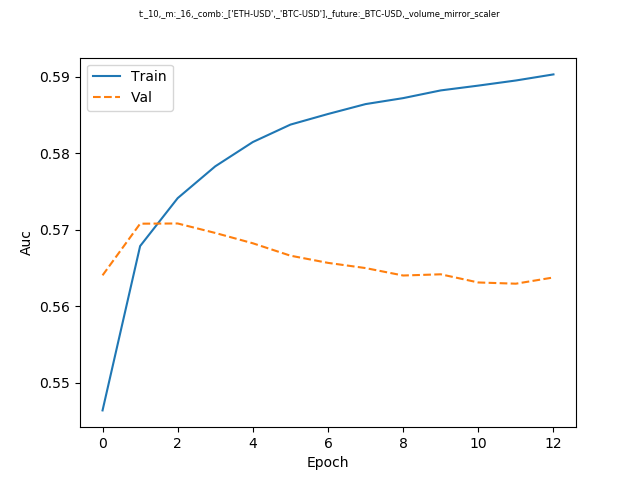 t:_10,_m:_16,_comb:_['ETH-USD',_'BTC-USD'],_future:_BTC-USD,_volume_mirror_scaler
Train
Val
0.59
0.58
0.57
0.56
0.55
Auc
0 2 4 6 8 10 12
Epoch